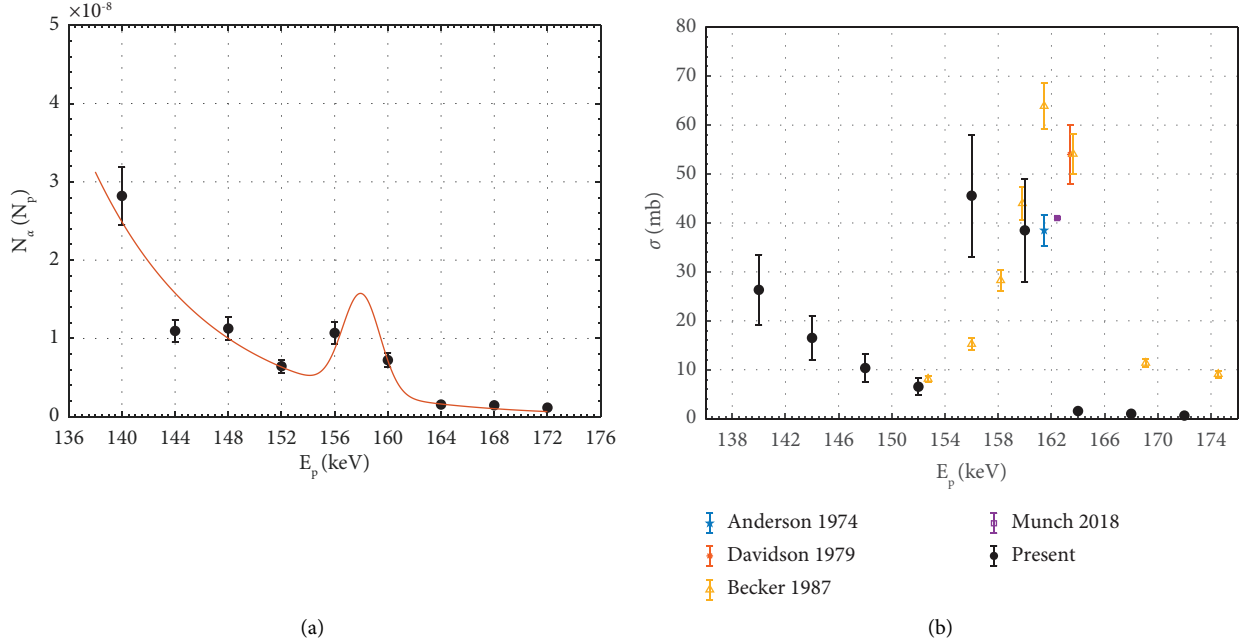 ×10⁻⁸
5
4
3
2
1
0
N_α (N_p)
136 140 144 148 152 156 160 164 168 172 176
E_p (keV)
(a)
80
70
60
50
40
30
20
10
0
σ (mb)
138 142 146 150 154 158 162 166 170 174
E_p (keV)
Anderson 1974
Davidson 1979
Becker 1987
Munch 2018
Present
(b)